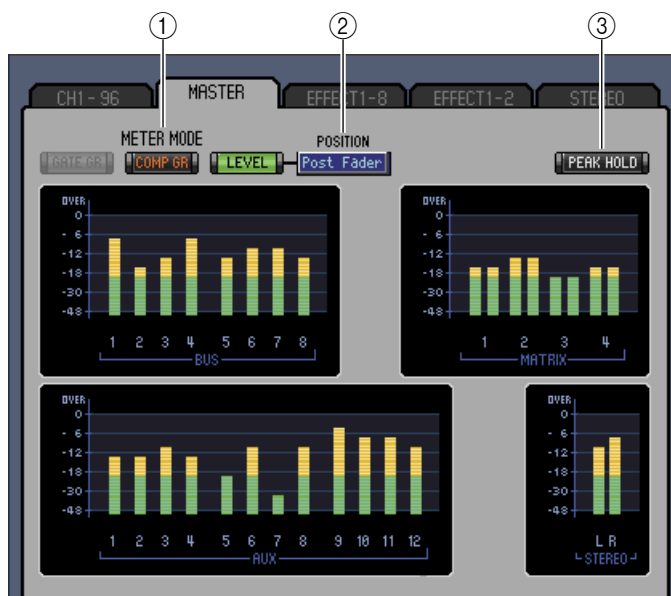 ① ② ③
CH1-96 MASTER EFFECT1-8 EFFECT1-2 STEREO
METER MODE POSITION
GATE GR COMP GR LEVEL Post Fader PEAK HOLD
OVER
0
-6
-12
-18
-30
-48
1 2 3 4 5 6 7 8
BUS
OVER
0
-6
-12
-18
-30
-48
1 2 3 4
MATRIX
OVER
0
-6
-12
-18
-30
-48
1 2 3 4 5 6 7 8 9 10 11 12
AUX
OVER
0
-6
-12
-18
-30
-48
L R
STEREO